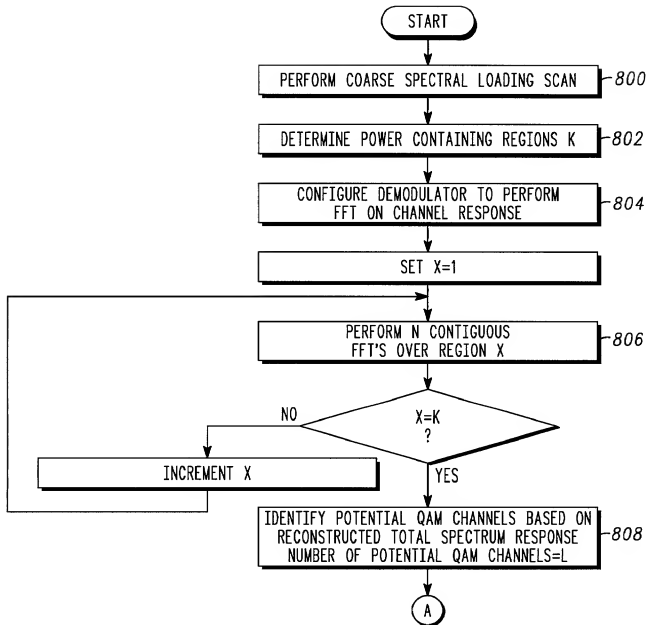 START
PERFORM COARSE SPECTRAL LOADING SCAN
800
DETERMINE POWER CONTAINING REGIONS K
802
CONFIGURE DEMODULATOR TO PERFORM
FFT ON CHANNEL RESPONSE
804
SET X=1
PERFORM N CONTIGUOUS
FFT'S OVER REGION X
806
X=K
?
NO
YES
INCREMENT X
IDENTIFY POTENTIAL QAM CHANNELS BASED ON
RECONSTRUCTED TOTAL SPECTRUM RESPONSE
NUMBER OF POTENTIAL QAM CHANNELS=L
808
A